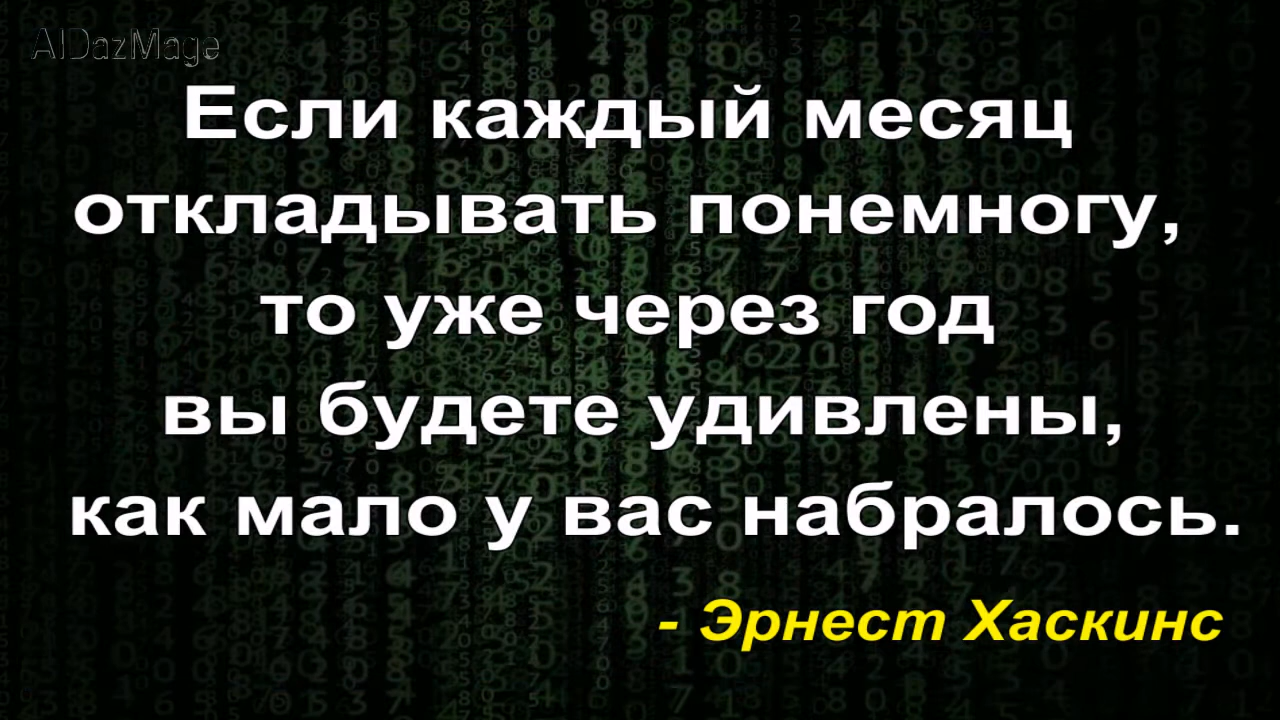 AIDazMage
Если каждый месяц
откладывать понемногу,
то уже через год
вы будете удивлены,
как мало у вас набралось.
- Эрнест Хаскинс